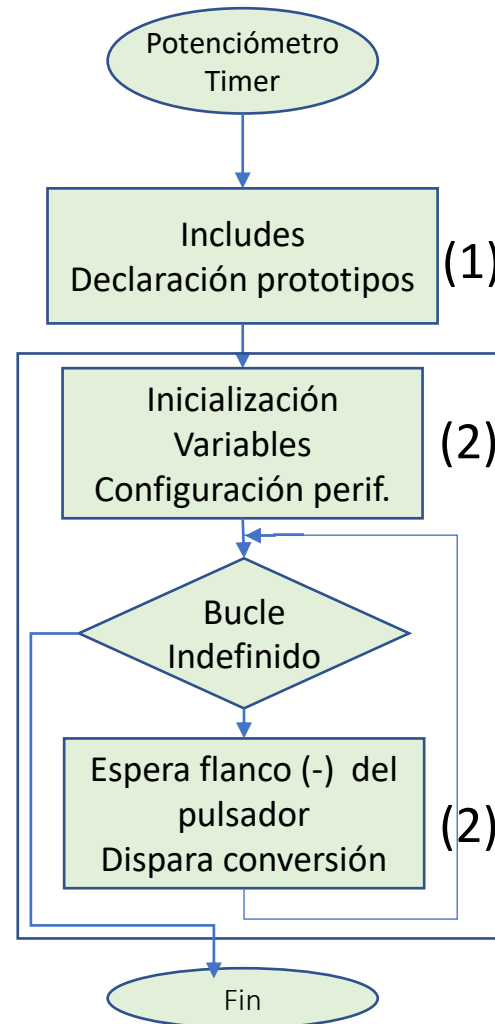 Potenciómetro
Timer
Includes
Declaración prototipos
(1)
Inicialización
Variables
Configuración perif.
(2)
Bucle
Indefinido
Espera flanco (-) del
pulsador
Dispara conversión
(2)
Fin